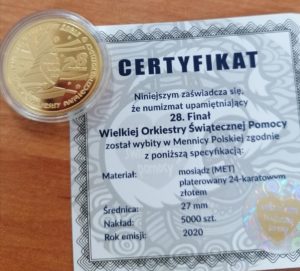 28
CERTYFIKAT
Niniejszym zaświadcza się,
że numizmat upamiętniający
28. Finał
Wielkiej Orkiestry Świątecznej Pomocy
został wybity w Mennicy Polskiej zgodnie
z poniższą specyfikacją:
Materiał: mosiądz (MET)
platerowany 24-karatowym
złotem
Średnica: 27 mm
Nakład: 5000 szt.
Rok emisji: 2020